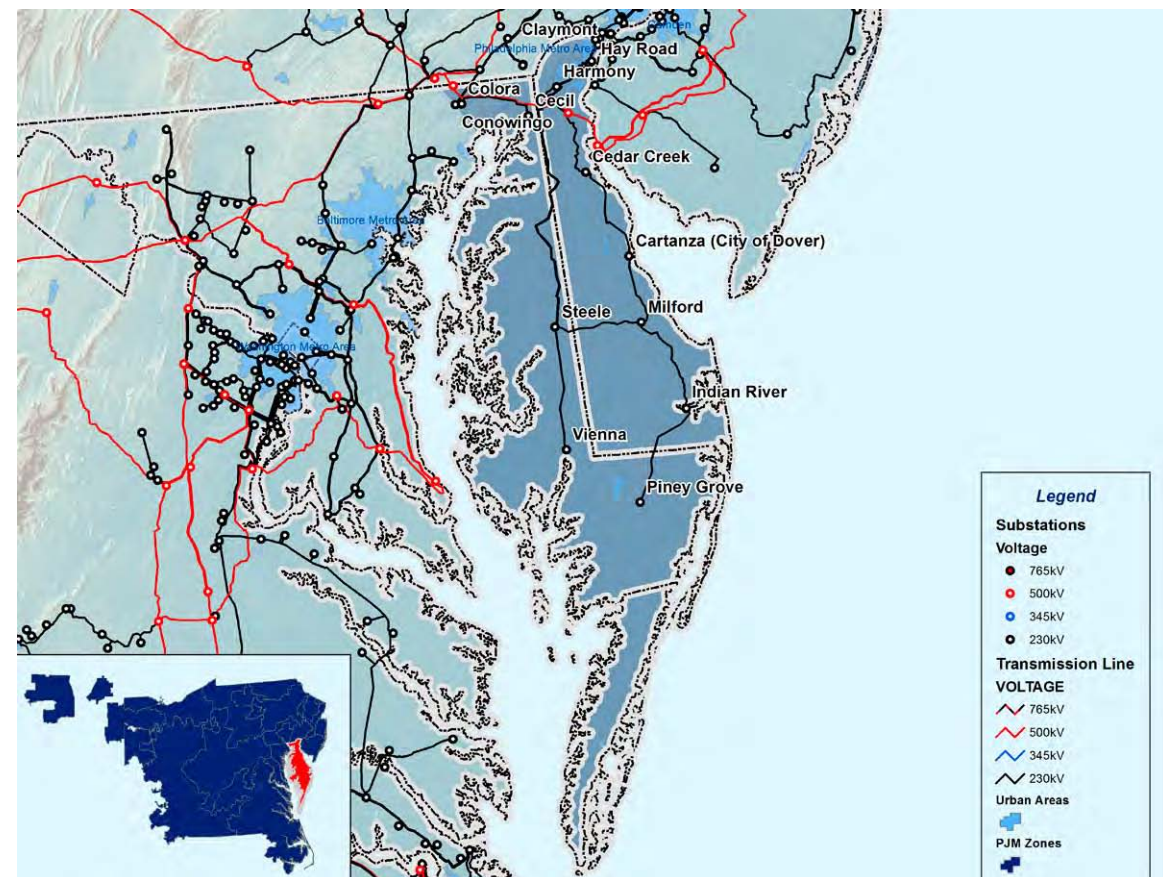 Claymont
Camden
Philadelphia Metro Area
Hay Road
Harmony
Colora
Cecil
Conowingo
Cedar Creek
Baltimore Metro Area
Cartanza (City of Dover)
Steele
Milford
Washington Metro Area
Indian River
Vienna
Piney Grove
Legend
Substations
Voltage
765kV
500kV
345kV
230kV
Transmission Line
VOLTAGE
765kV
500kV
345kV
230kV
Urban Areas
PJM Zones